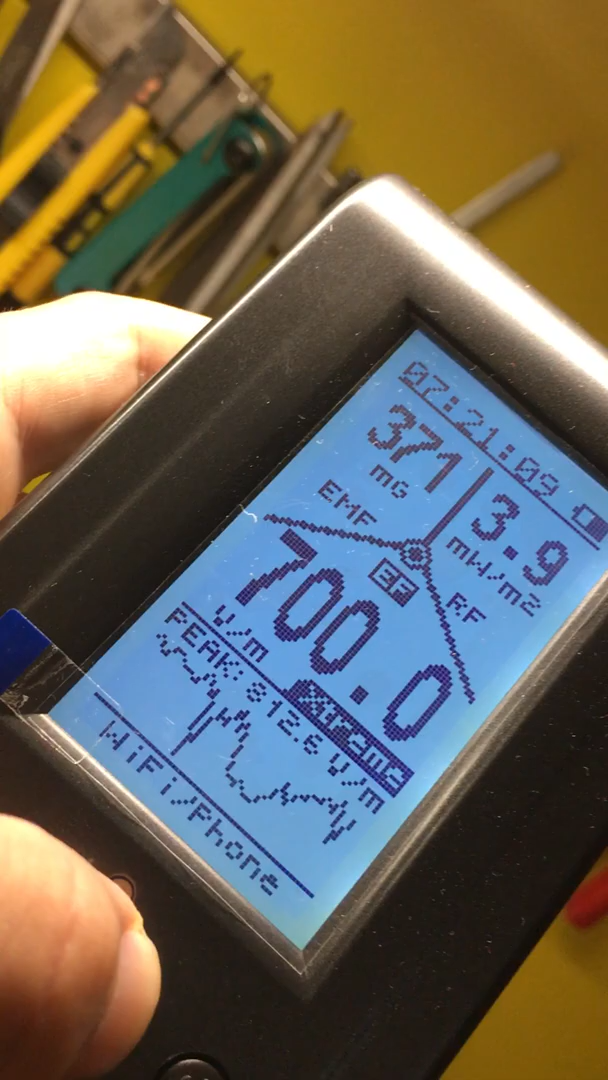 07:21:09
371 3.9
mG mW/m2
EMF RF
EF
700.0
V/m Extreme
PEAK: 812.6 V/m
WiFi/Phone